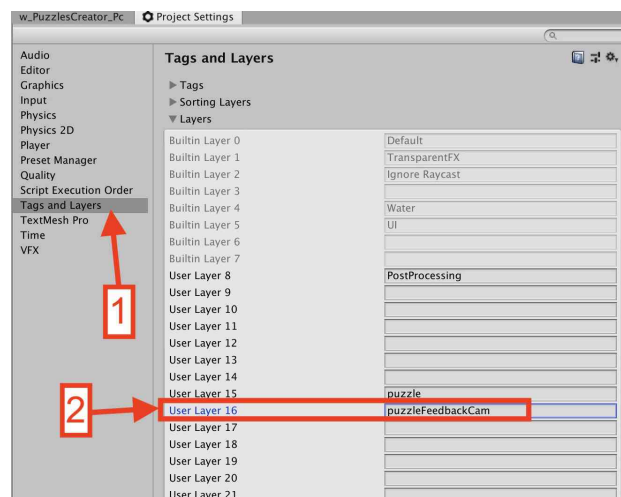 w_PuzzlesCreator_Pc Project Settings
Audio
Editor
Graphics
Input
Physics
Physics 2D
Player
Preset Manager
Quality
Script Execution Order
Tags and Layers
TextMesh Pro
Time
VFX
1
2
Tags and Layers
Tags
Sorting Layers
Layers
Builtin Layer 0 Default
Builtin Layer 1 TransparentFX
Builtin Layer 2 Ignore Raycast
Builtin Layer 3
Builtin Layer 4 Water
Builtin Layer 5 UI
Builtin Layer 6
Builtin Layer 7
User Layer 8 PostProcessing
User Layer 9
User Layer 10
User Layer 11
User Layer 12
User Layer 13
User Layer 14
User Layer 15 puzzle
User Layer 16 puzzleFeedbackCam
User Layer 17
User Layer 18
User Layer 19
User Layer 20
User Layer 21